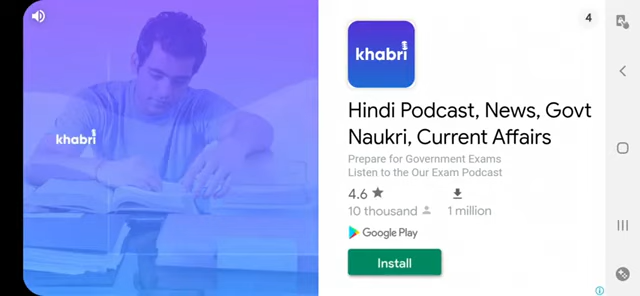 4
khabri
khabri
Hindi Podcast, News, Govt
Naukri, Current Affairs
Prepare for Government Exams
Listen to the Our Exam Podcast
4.6
10 thousand 1 million
Google Play
Install